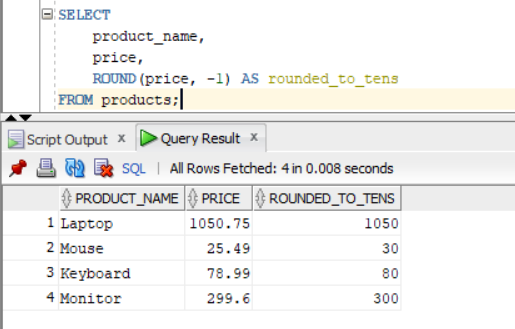 SELECT
product_name,
price,
ROUND(price, -1) AS rounded_to_tens
FROM products;
Script Output x Query Result x
SQL | All Rows Fetched: 4 in 0.008 seconds
PRODUCT_NAME PRICE ROUNDED_TO_TENS
1 Laptop 1050.75 1050
2 Mouse 25.49 30
3 Keyboard 78.99 80
4 Monitor 299.6 300